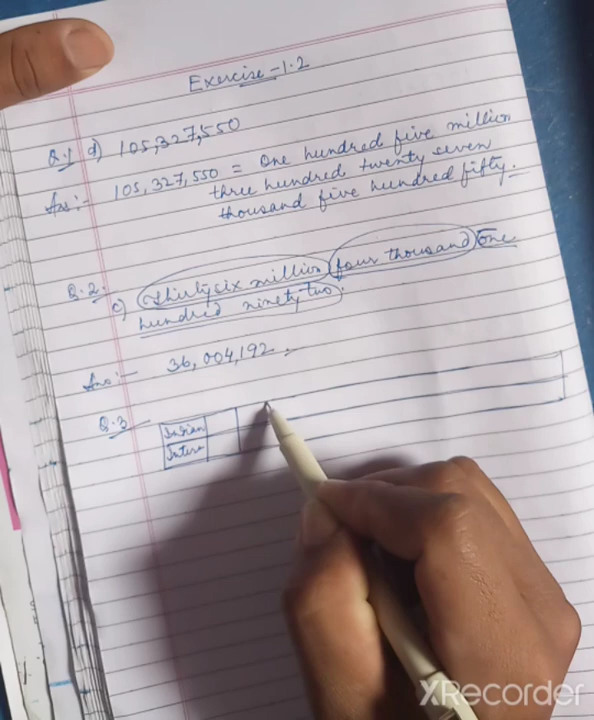 Exercise-1.2
Q.1 d) 105,327,550
Ans:- 105,327,550 = One hundred five million
three hundred twenty seven
thousand five hundred fifty.
Q.2. c) Thirty six million four thousand One
hundred ninety two.
Ans:- 36,004,192
Q.3
Indian
Inter
XRecorder